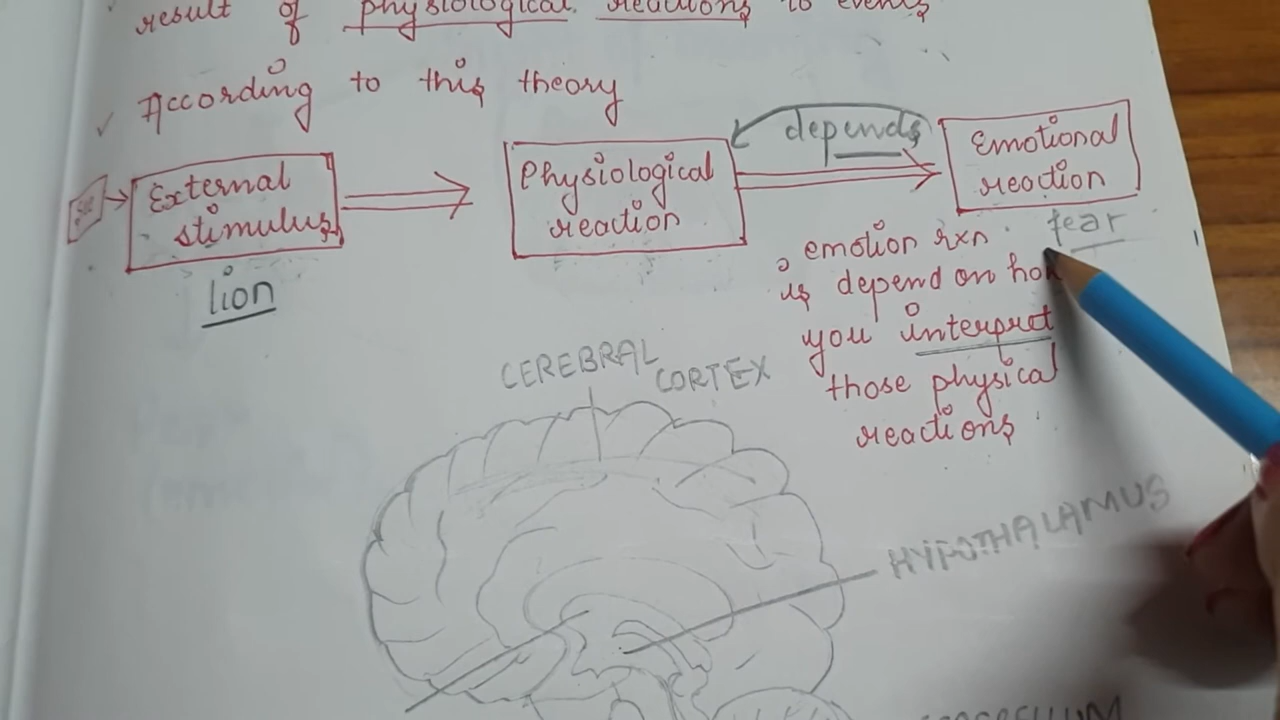 result of physiological reactions to events
According to this theory
External
stimulus
lion
Physiological
reaction
depends
Emotional
reaction
fear
emotion rxn
is depend on how
you interpret
those physical
reactions
CEREBRAL
CORTEX
HYPOTHALAMUS